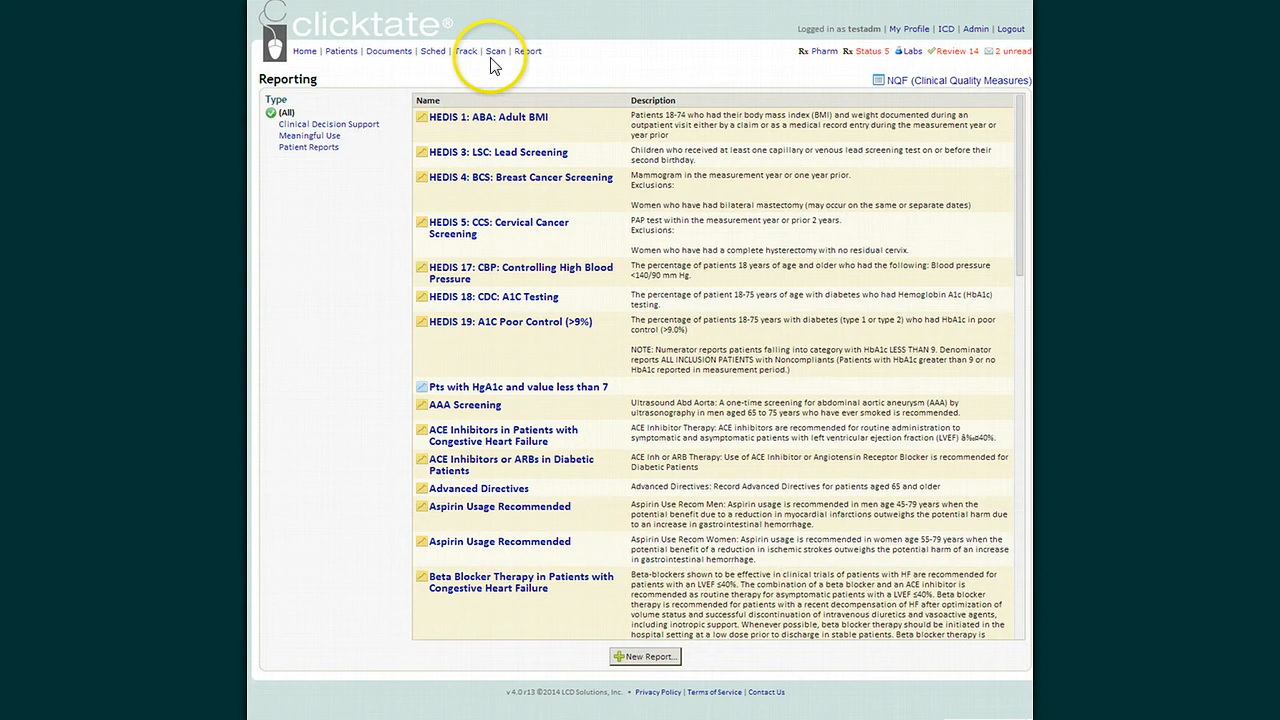 clicktate®
Logged in as testadm | My Profile | ICD | Admin | Logout
Home | Patients | Documents | Sched | Track | Scan | Report
Rx Pharm Rx Status 5 Labs Review 14 2 unread
Reporting
NQF (Clinical Quality Measures)
Type
(All)
Clinical Decision Support
Meaningful Use
Patient Reports
Name Description
HEDIS 1: ABA: Adult BMI
Patients 18-74 who had their body mass index (BMI) and weight documented during an
outpatient visit either by a claim or as a medical record entry during the measurement year or
year prior
HEDIS 3: LSC: Lead Screening
Children who received at least one capillary or venous lead screening test on or before their
second birthday.
HEDIS 4: BCS: Breast Cancer Screening
Mammogram in the measurement year or one year prior.
Exclusions:
Women who have had bilateral mastectomy (may occur on the same or separate dates)
HEDIS 5: CCS: Cervical Cancer
Screening
PAP test within the measurement year or prior 2 years.
Exclusions:
Women who have had a complete hysterectomy with no residual cervix.
HEDIS 17: CBP: Controlling High Blood
Pressure
The percentage of patients 18 years of age and older who had the following: Blood pressure
<140/90 mm Hg.
HEDIS 18: CDC: A1C Testing
The percentage of patient 18-75 years of age with diabetes who had Hemoglobin A1c (HbA1c)
testing.
HEDIS 19: A1C Poor Control (>9%)
The percentage of patients 18-75 years with diabetes (type 1 or type 2) who had HbA1c in poor
control (>9.0%)
NOTE: Numerator reports patients falling into category with HbA1c LESS THAN 9. Denominator
reports ALL INCLUSION PATIENTS with Noncompliants (Patients with HbA1c greater than 9 or no
HbA1c reported in measurement period.)
Pts with HgA1c and value less than 7
AAA Screening
Ultrasound Abd Aorta: A one-time screening for abdominal aortic aneurysm (AAA) by
ultrasonography in men aged 65 to 75 years who have ever smoked is recommended.
ACE Inhibitors in Patients with
Congestive Heart Failure
ACE Inhibitor Therapy: ACE inhibitors are recommended for routine administration to
symptomatic and asymptomatic patients with left ventricular ejection fraction (LVEF) â‰¤40%.
ACE Inhibitors or ARBs in Diabetic
Patients
ACE Inh or ARB Therapy: Use of ACE Inhibitor or Angiotensin Receptor Blocker is recommended for
Diabetic Patients
Advanced Directives
Advanced Directives: Record Advanced Directives for patients aged 65 and older
Aspirin Usage Recommended
Aspirin Use Recom Men: Aspirin usage is recommended in men age 45-79 years when the
potential benefit due to a reduction in myocardial infarctions outweighs the potential harm due
to an increase in gastrointestinal hemorrhage.
Aspirin Usage Recommended
Aspirin Use Recom Women: Aspirin usage is recommended in women age 55-79 years when the
potential benefit of a reduction in ischemic strokes outweighs the potential harm of an increase
in gastrointestinal hemorrhage.
Beta Blocker Therapy in Patients with
Congestive Heart Failure
Beta-blockers shown to be effective in clinical trials of patients with HF are recommended for
patients with an LVEF ≤40%. The combination of a beta blocker and an ACE inhibitor is
recommended as routine therapy for asymptomatic patients with a LVEF ≤40%. Beta blocker
therapy is recommended for patients with a recent decompensation of HF after optimization of
volume status and successful discontinuation of intravenous diuretics and vasoactive agents,
including inotropic support. Whenever possible, beta blocker therapy should be initiated in the
hospital setting at a low dose prior to discharge in stable patients. Beta blocker therapy is
New Report...
v 4.0 r13 ©2014 LCD Solutions, Inc. • Privacy Policy | Terms of Service | Contact Us